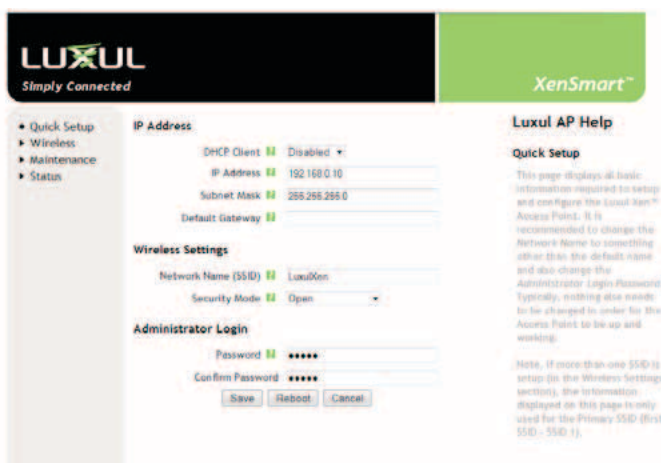 LUXUL
Simply Connected
XenSmart™
Quick Setup
Wireless
Maintenance
Status
IP Address
DHCP Client Disabled
IP Address 192.168.0.10
Subnet Mask 255.255.255.0
Default Gateway
Wireless Settings
Network Name (SSID) LuxulXen
Security Mode Open
Administrator Login
Password •••••
Confirm Password •••••
Save Reboot Cancel
Luxul AP Help
Quick Setup
This page displays all basic
information required to setup
and configure the Luxul Xen™
Access Point. It is
recommended to change the
Network Name to something
other than the default name
and also change the
Administrator Login Password.
Typically, nothing else needs
to be changed in order for the
Access Point to be up and
working.
Note, if more than one SSID is
setup (in the Wireless Settings
section), the information
displayed on this page is only
used for the Primary SSID (first
SSID - SSID 1).